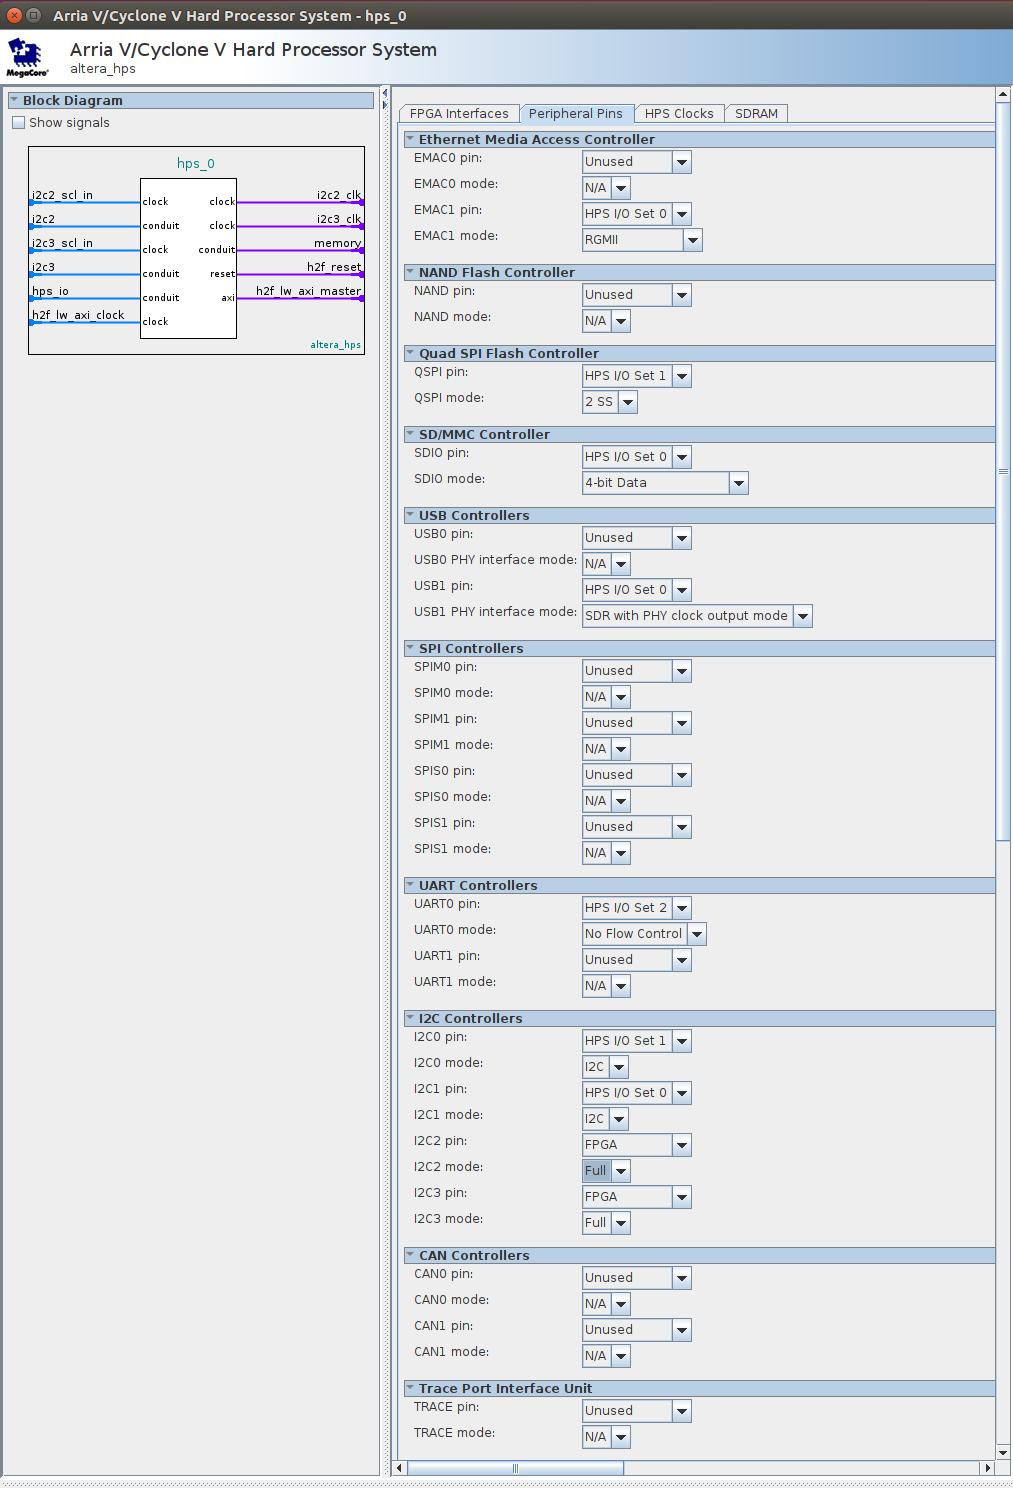 Arria V/Cyclone V Hard Processor System - hps_0
Arria V/Cyclone V Hard Processor System
altera_hps
MegaCore®
Block Diagram
Show signals
hps_0
i2c2_scl_in clock clock i2c2_clk
i2c2 conduit clock i2c3_clk
i2c3_scl_in clock conduit memory
i2c3 conduit reset h2f_reset
hps_io conduit axi h2f_lw_axi_master
h2f_lw_axi_clock clock
altera_hps
FPGA Interfaces Peripheral Pins HPS Clocks SDRAM
Ethernet Media Access Controller
EMAC0 pin: Unused
EMAC0 mode: N/A
EMAC1 pin: HPS I/O Set 0
EMAC1 mode: RGMII
NAND Flash Controller
NAND pin: Unused
NAND mode: N/A
Quad SPI Flash Controller
QSPI pin: HPS I/O Set 1
QSPI mode: 2 SS
SD/MMC Controller
SDIO pin: HPS I/O Set 0
SDIO mode: 4-bit Data
USB Controllers
USB0 pin: Unused
USB0 PHY interface mode: N/A
USB1 pin: HPS I/O Set 0
USB1 PHY interface mode: SDR with PHY clock output mode
SPI Controllers
SPIM0 pin: Unused
SPIM0 mode: N/A
SPIM1 pin: Unused
SPIM1 mode: N/A
SPIS0 pin: Unused
SPIS0 mode: N/A
SPIS1 pin: Unused
SPIS1 mode: N/A
UART Controllers
UART0 pin: HPS I/O Set 2
UART0 mode: No Flow Control
UART1 pin: Unused
UART1 mode: N/A
I2C Controllers
I2C0 pin: HPS I/O Set 1
I2C0 mode: I2C
I2C1 pin: HPS I/O Set 0
I2C1 mode: I2C
I2C2 pin: FPGA
I2C2 mode: Full
I2C3 pin: FPGA
I2C3 mode: Full
CAN Controllers
CAN0 pin: Unused
CAN0 mode: N/A
CAN1 pin: Unused
CAN1 mode: N/A
Trace Port Interface Unit
TRACE pin: Unused
TRACE mode: N/A